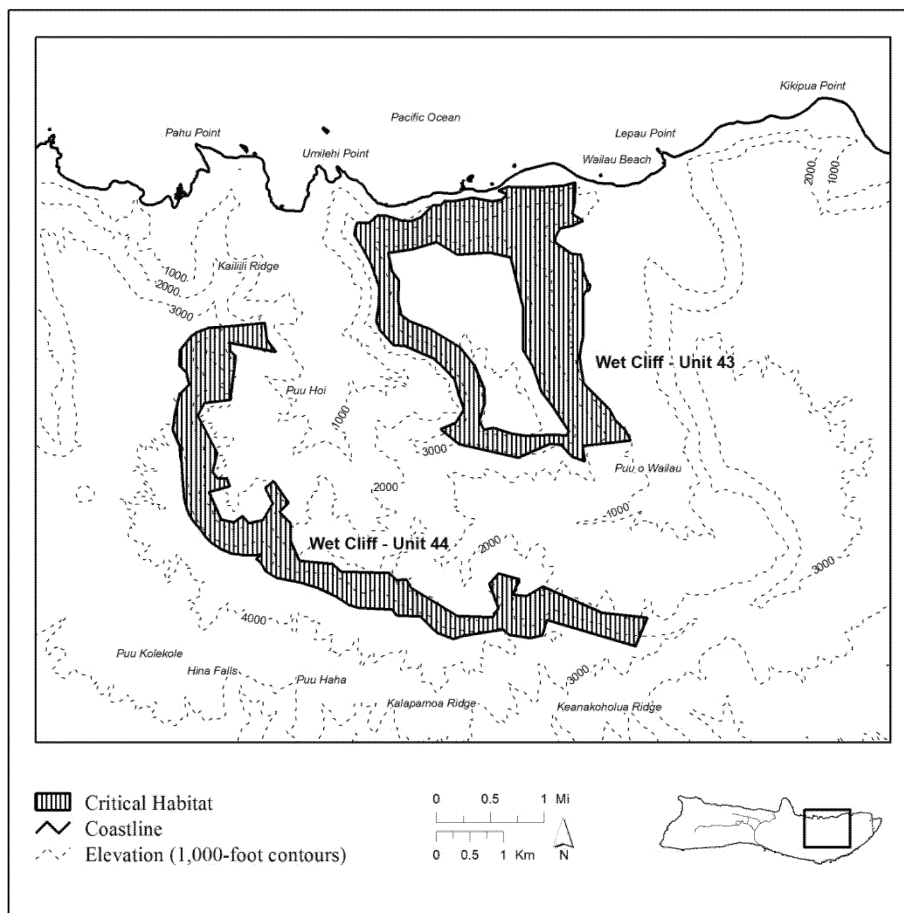 Kikipua Point
Pacific Ocean
Pahu Point
Lepau Point
Umilehi Point
Wailau Beach
2000
1000
Kailiili Ridge
1000
2000
3000
Wet Cliff - Unit 43
Puu Hoi
1000
3000
Puu o Wailau
2000
1000
Wet Cliff - Unit 44
2000
3000
4000
Puu Kolekole
Hina Falls
Puu Haha
3000
Kalapamoa Ridge
Keanakoholua Ridge
Critical Habitat
Coastline
Elevation (1,000-foot contours)
0 0.5 1 Mi
0 0.5 1 Km
N